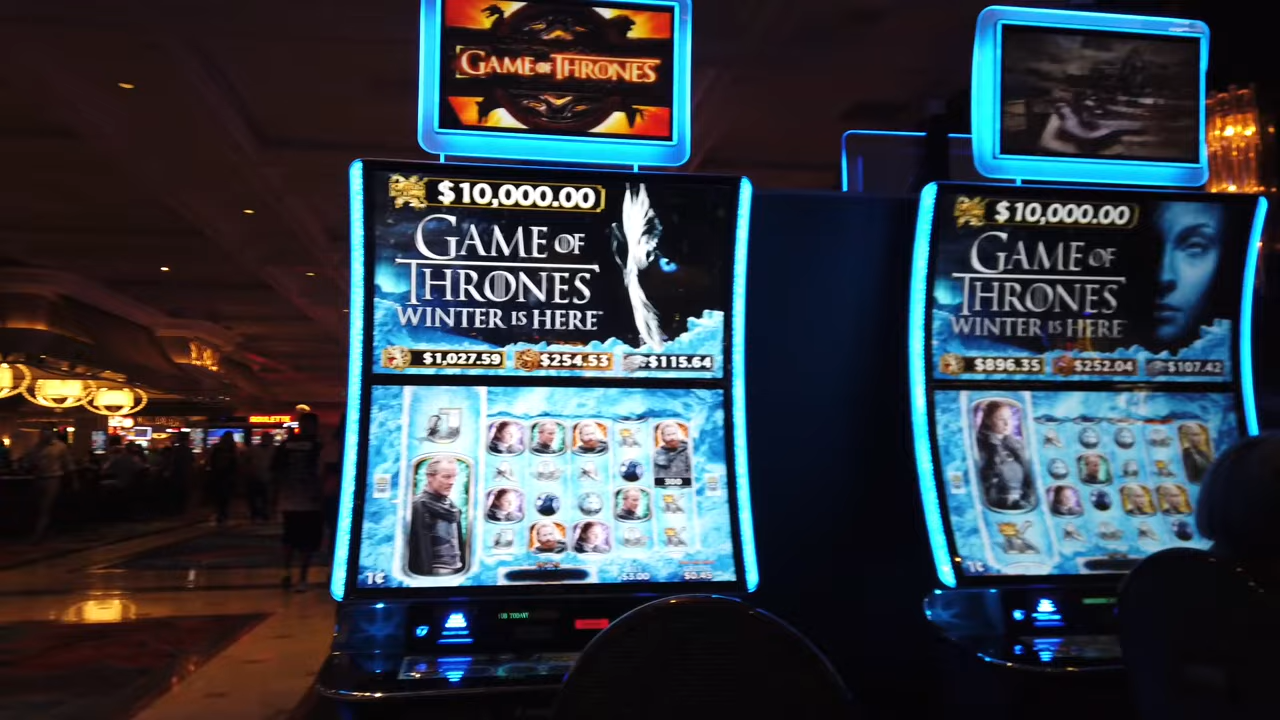 GAME OF THRONES
$10,000.00
GAME OF
THRONES
WINTER IS HERE™
$1,027.59 $254.53 $115.64
300
1¢ $3.00 $0.45
$10,000.00
GAME OF
THRONES
WINTER IS HERE
$896.35 $252.04 $107.42
1¢
ROULETTE